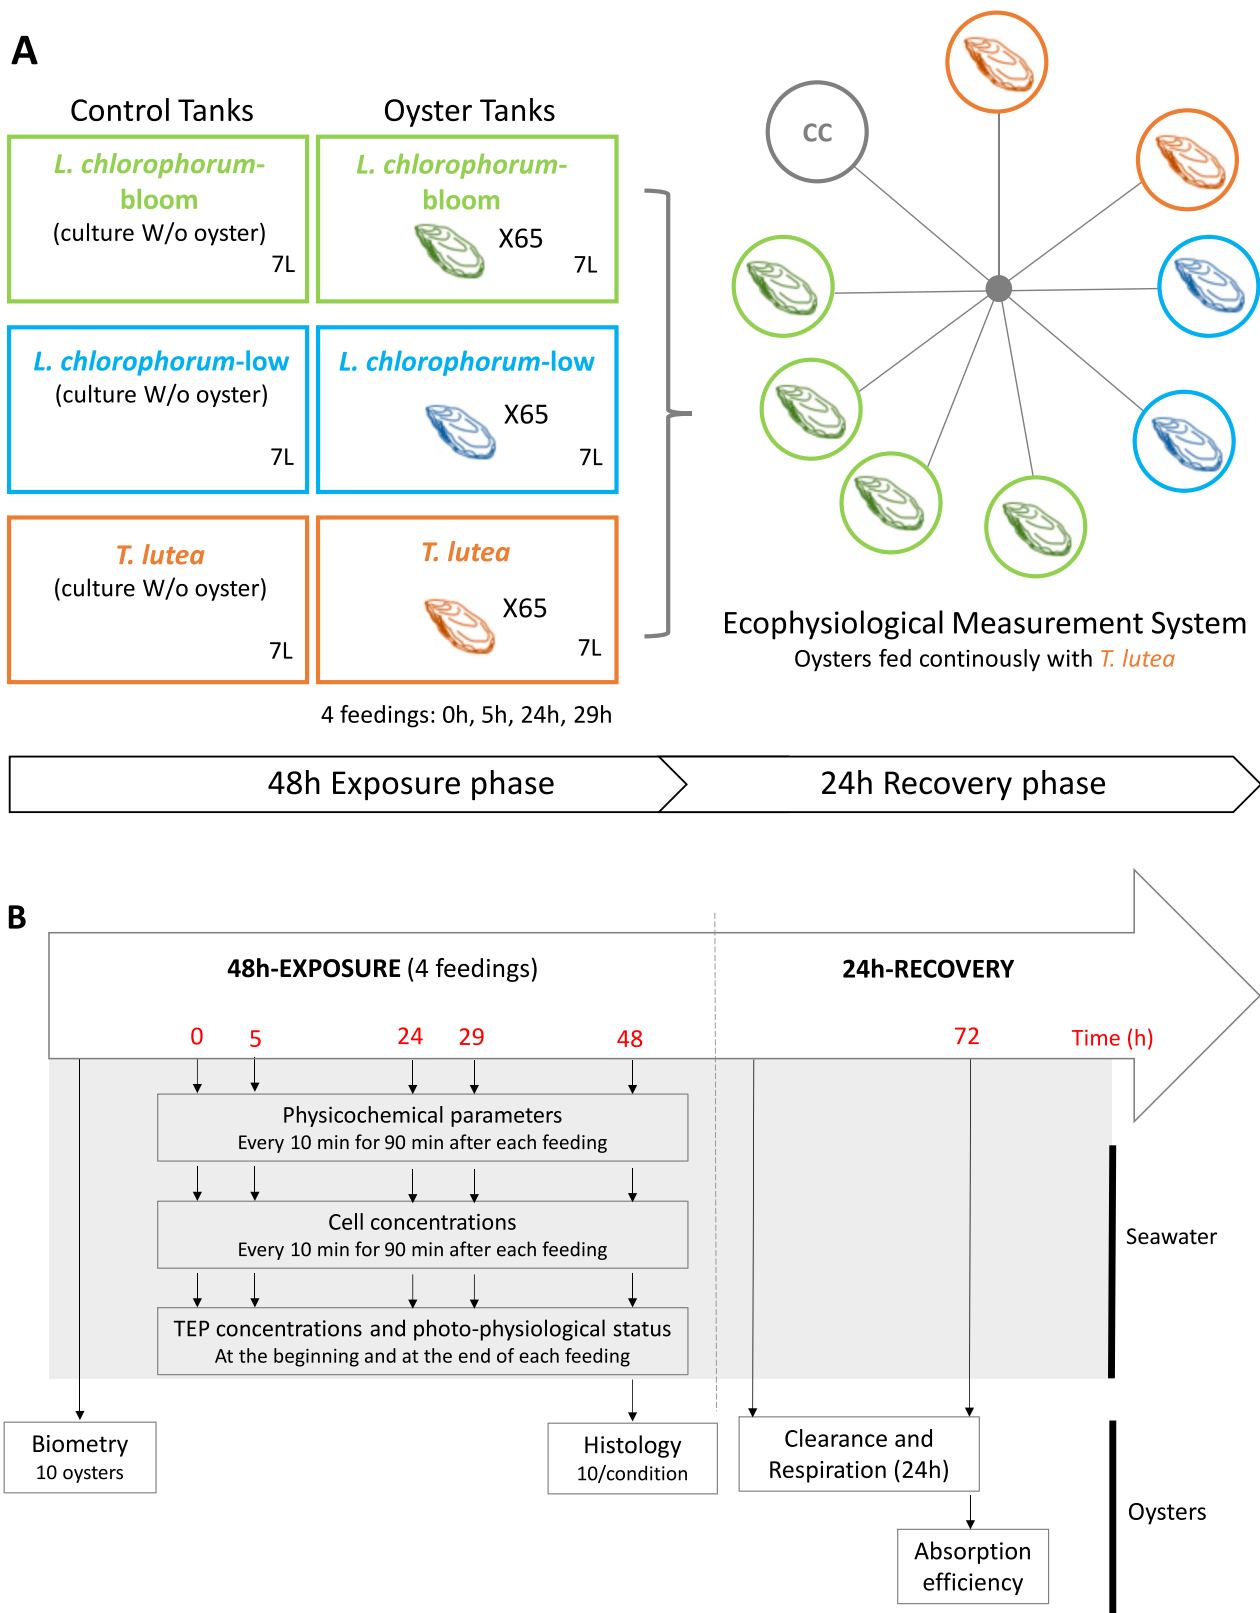 A
Control Tanks
Oyster Tanks
L. chlorophorum-
bloom
(culture W/o oyster)
7L
L. chlorophorum-
bloom
X65
7L
L. chlorophorum-low
(culture W/o oyster)
7L
L. chlorophorum-low
X65
7L
T. lutea
(culture W/o oyster)
7L
T. lutea
X65
7L
4 feedings: 0h, 5h, 24h, 29h
CC
Ecophysiological Measurement System
Oysters fed continously with T. lutea
48h Exposure phase
24h Recovery phase
B
48h-EXPOSURE (4 feedings)
24h-RECOVERY
0
5
24
29
48
72
Time (h)
Physicochemical parameters
Every 10 min for 90 min after each feeding
Cell concentrations
Every 10 min for 90 min after each feeding
TEP concentrations and photo-physiological status
At the beginning and at the end of each feeding
Seawater
Biometry
10 oysters
Histology
10/condition
Clearance and
Respiration (24h)
Oysters
Absorption
efficiency